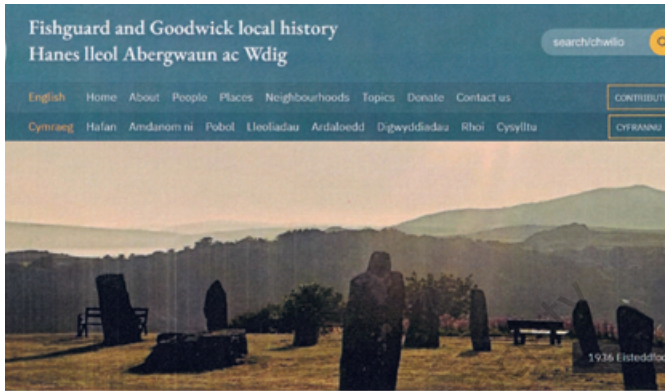 Fishguard and Goodwick local history
Hanes lleol Abergwaun ac Wdig
search/chwilio
English Home About People Places Neighbourhoods Topics Donate Contact us
CONTRIBUTE
Cymraeg Hafan Amdanom ni Pobol Lleoliadau Ardaloedd Digwyddiadau Rhoi Cysylltu
CYFRANNU
1936 Eisteddfod